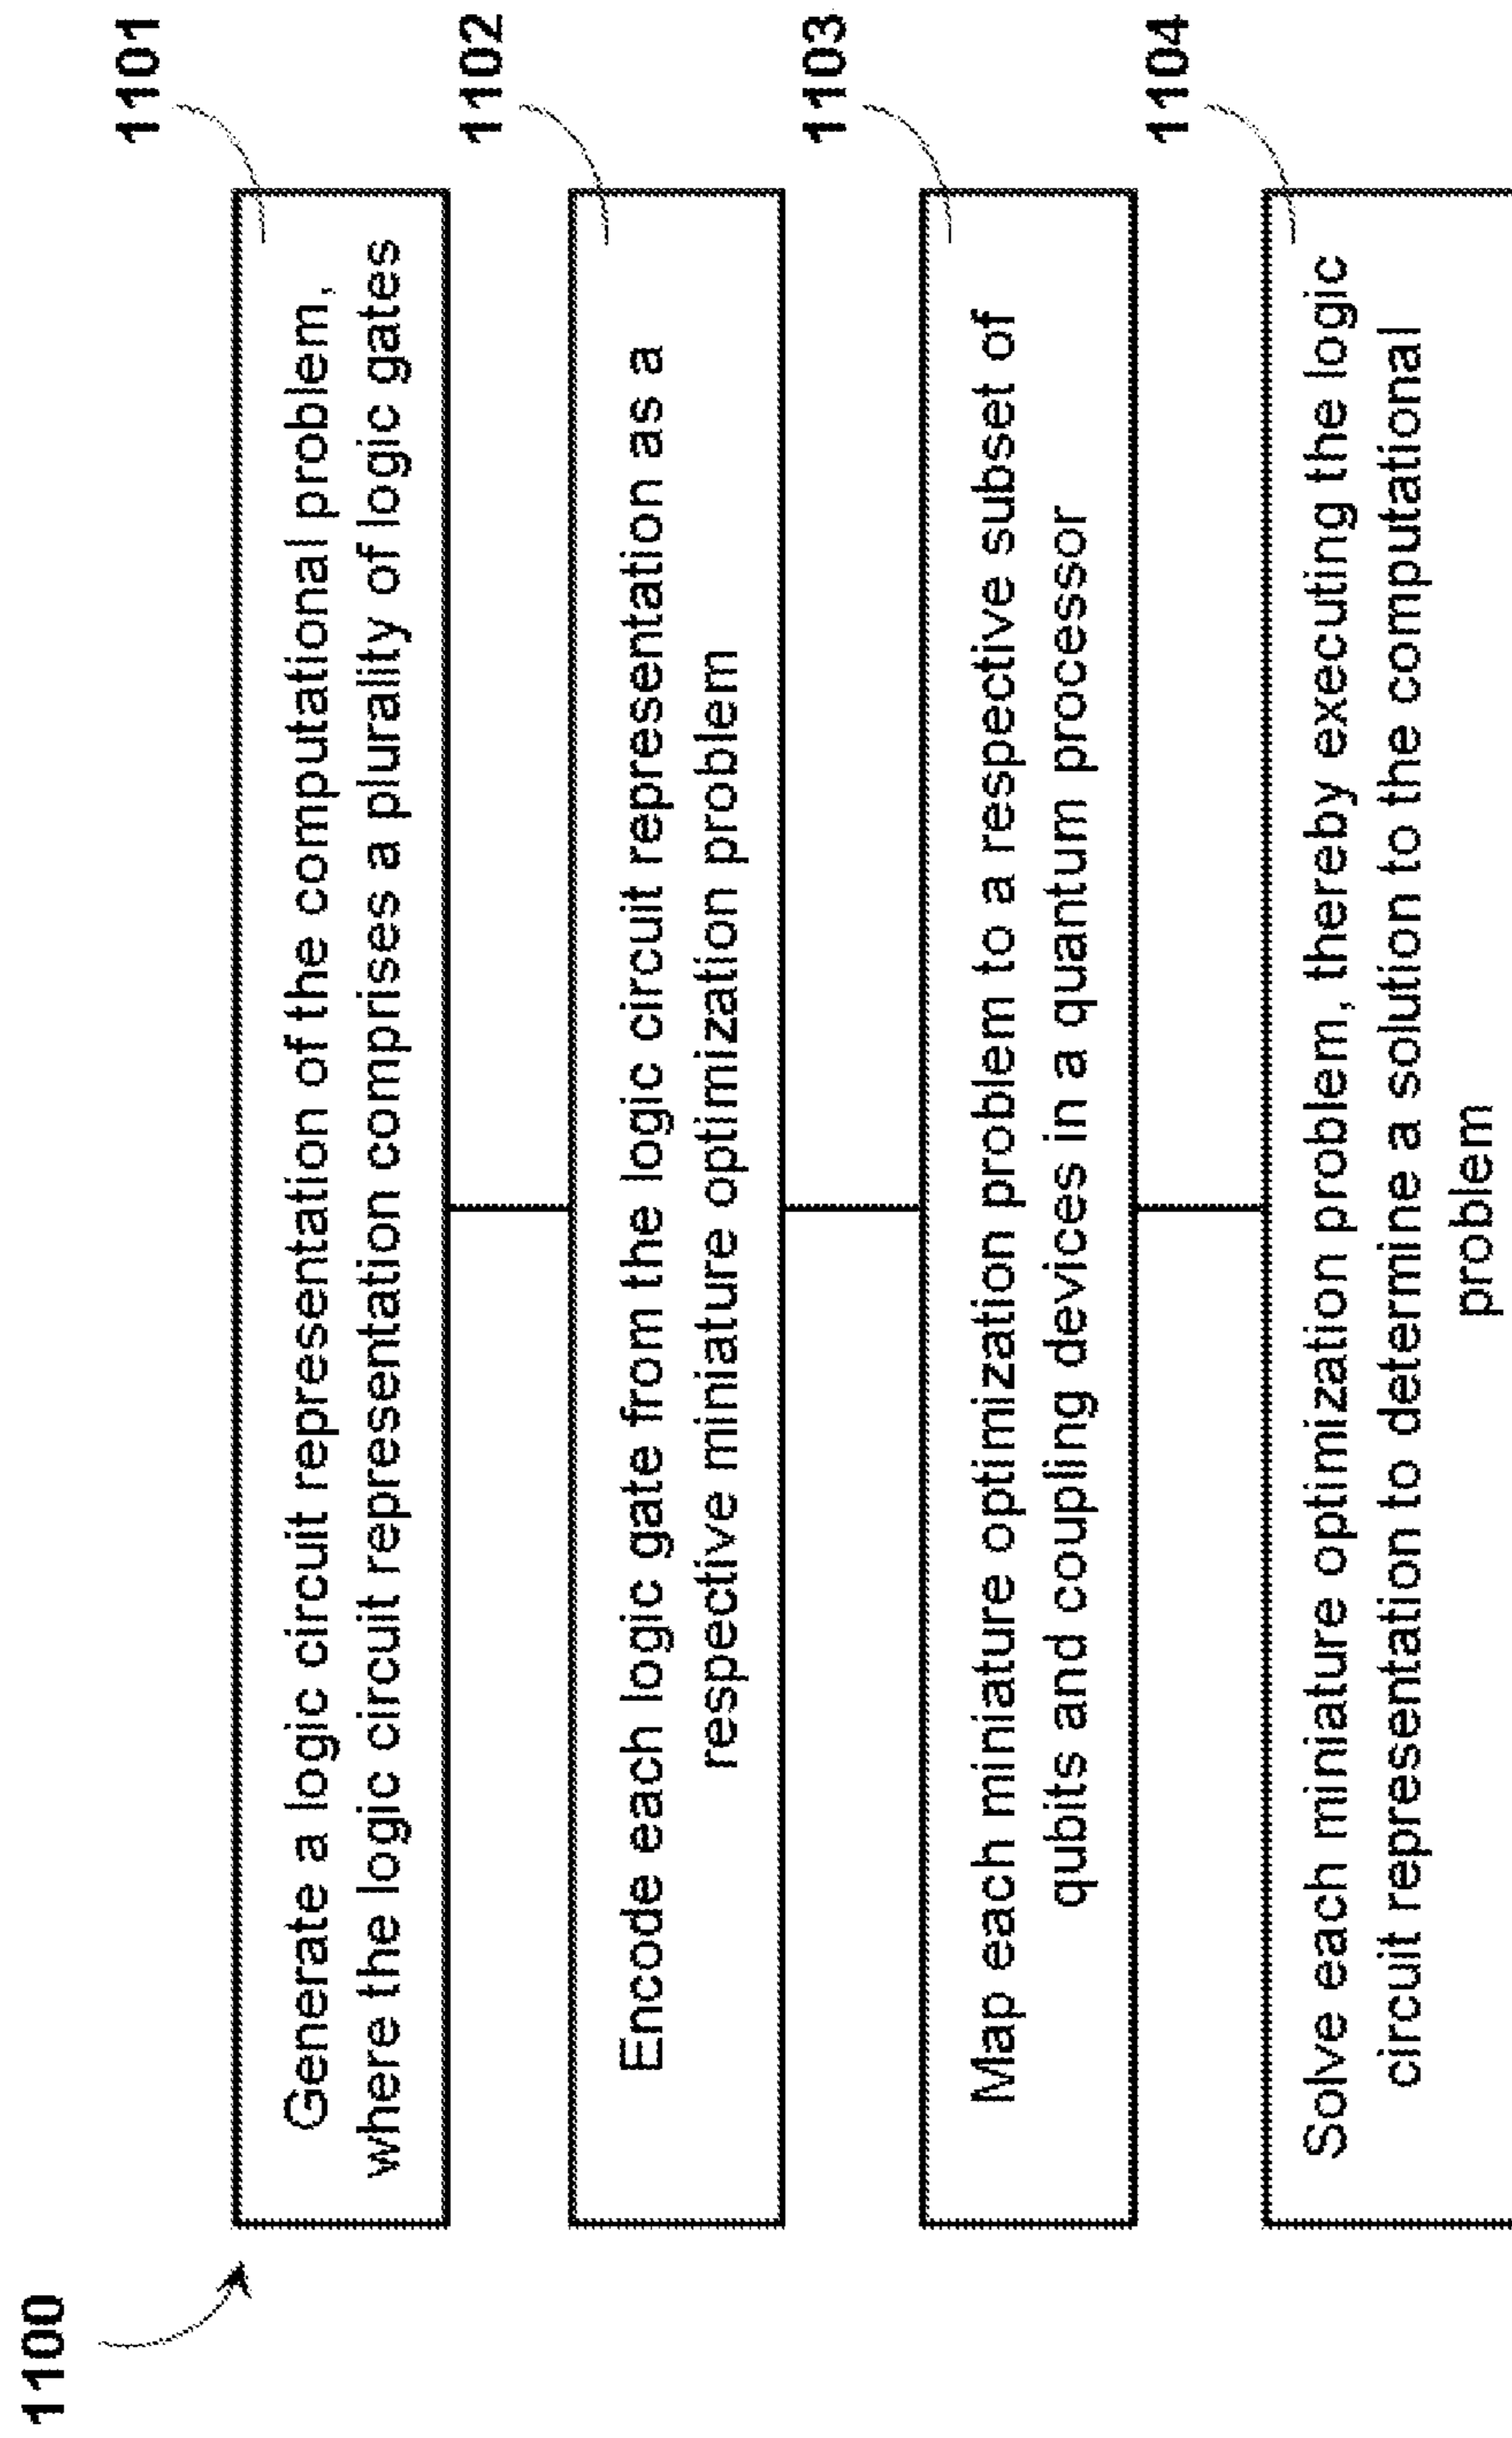 1100
1101
Generate a logic circuit representation of the computational problem,
where the logic circuit representation comprises a plurality of logic gates
1102
Encode each logic gate from the logic circuit representation as a
respective miniature optimization problem
1103
Map each miniature optimization problem to a respective subset of
qubits and coupling devices in a quantum processor
1104
Solve each miniature optimization problem, thereby executing the logic
circuit representation to determine a solution to the computational
problem